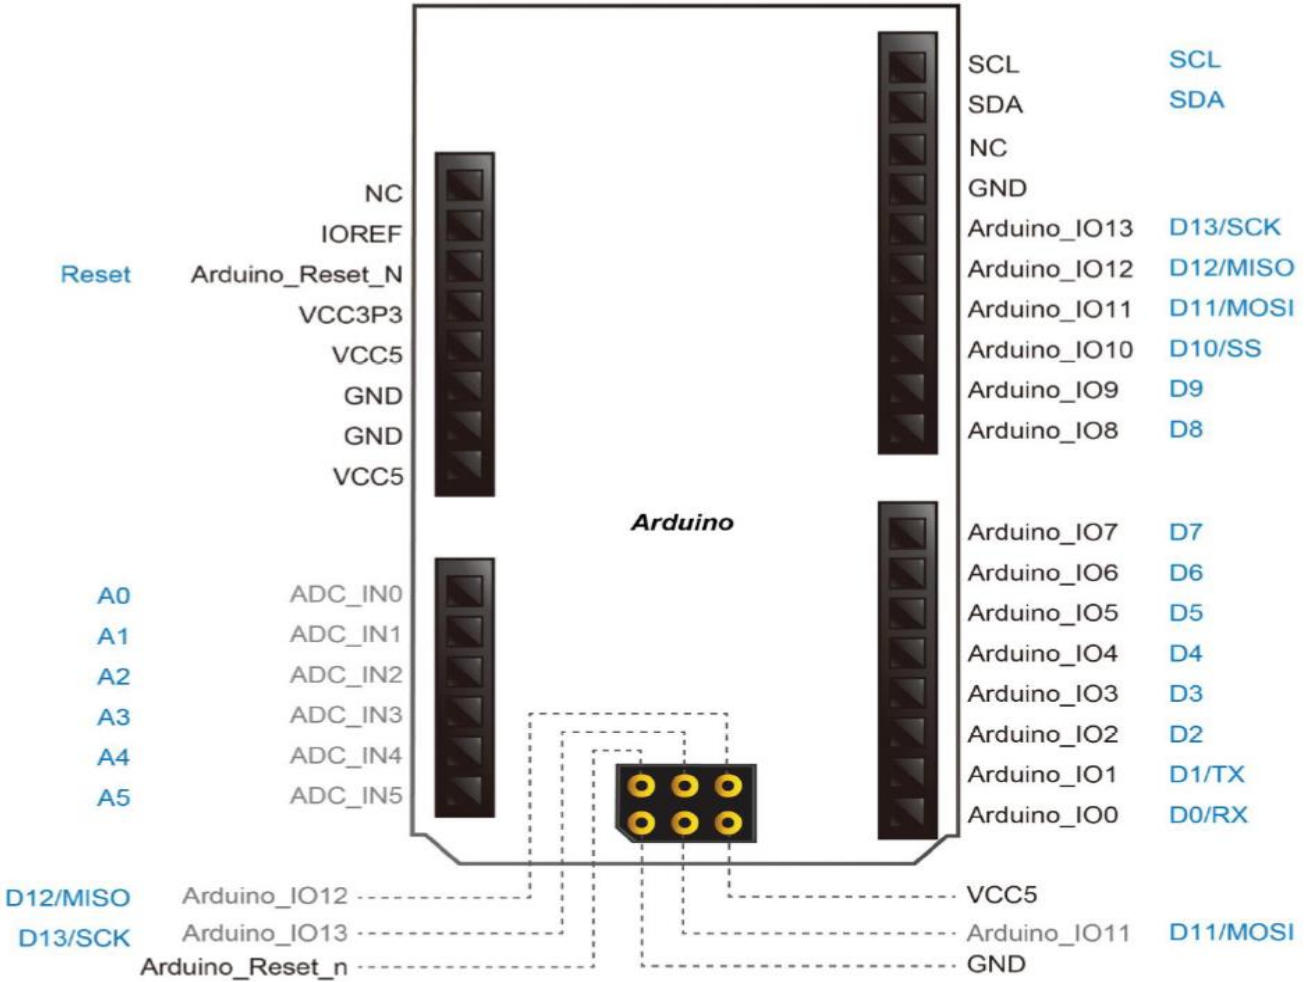 SCL SCL
SDA SDA
NC
GND
Arduino_IO13 D13/SCK
Arduino_IO12 D12/MISO
Arduino_IO11 D11/MOSI
Arduino_IO10 D10/SS
Arduino_IO9 D9
Arduino_IO8 D8
NC
IOREF
Reset Arduino_Reset_N
VCC3P3
VCC5
GND
GND
VCC5
Arduino
Arduino_IO7 D7
Arduino_IO6 D6
Arduino_IO5 D5
Arduino_IO4 D4
Arduino_IO3 D3
Arduino_IO2 D2
Arduino_IO1 D1/TX
Arduino_IO0 D0/RX
A0 ADC_IN0
A1 ADC_IN1
A2 ADC_IN2
A3 ADC_IN3
A4 ADC_IN4
A5 ADC_IN5
D12/MISO Arduino_IO12
D13/SCK Arduino_IO13
Arduino_Reset_n
VCC5
Arduino_IO11 D11/MOSI
GND